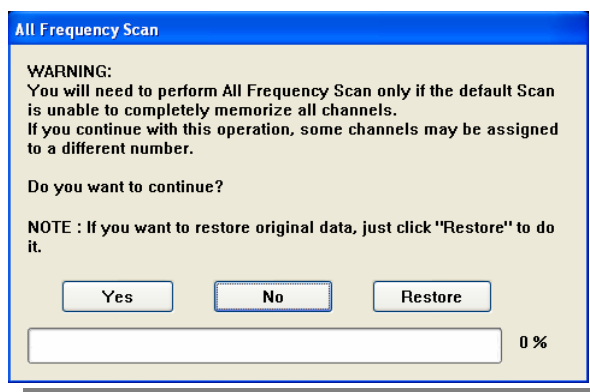 All Frequency Scan
WARNING:
You will need to perform All Frequency Scan only if the default Scan
is unable to completely memorize all channels.
If you continue with this operation, some channels may be assigned
to a different number.
Do you want to continue?
NOTE : If you want to restore original data, just click "Restore" to do
it.
Yes No Restore
0 %